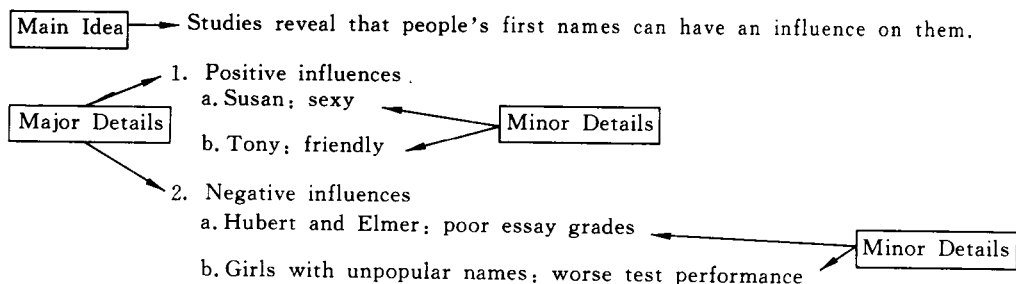 Main Idea Studies reveal that people's first names can have an influence on them.
1. Positive influences
a. Susan: sexy
Major Details Minor Details
b. Tony: friendly
2. Negative influences
a. Hubert and Elmer: poor essay grades
Minor Details
b. Girls with unpopular names: worse test performance